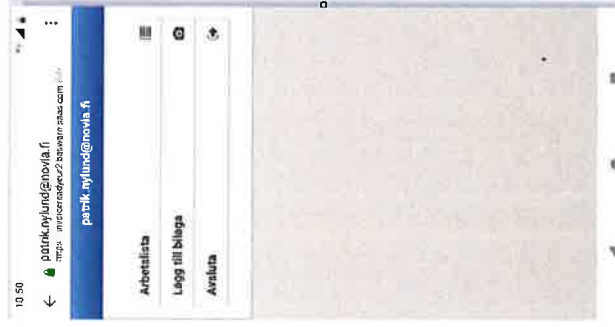 10 50
patrik.nylund@novia.fi
patrik.nylund@novia.fi
Arbetslista
Lägg till bilaga
Avsluta